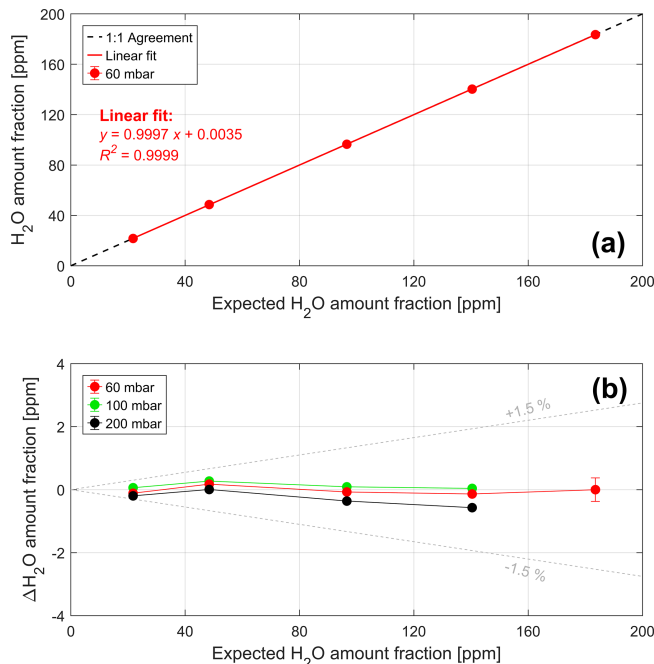 (a)
200
160
120
80
40
0
H₂O amount fraction [ppm]
1:1 Agreement
Linear fit
60 mbar
Linear fit:
y = 0.9997 x + 0.0035
R² = 0.9999
(a)
0 40 80 120 160 200
Expected H₂O amount fraction [ppm]
4
2
0
-2
-4
ΔH₂O amount fraction [ppm]
60 mbar
100 mbar
200 mbar
(b)
+1.5 %
-1.5 %
0 40 80 120 160 200
Expected H₂O amount fraction [ppm]